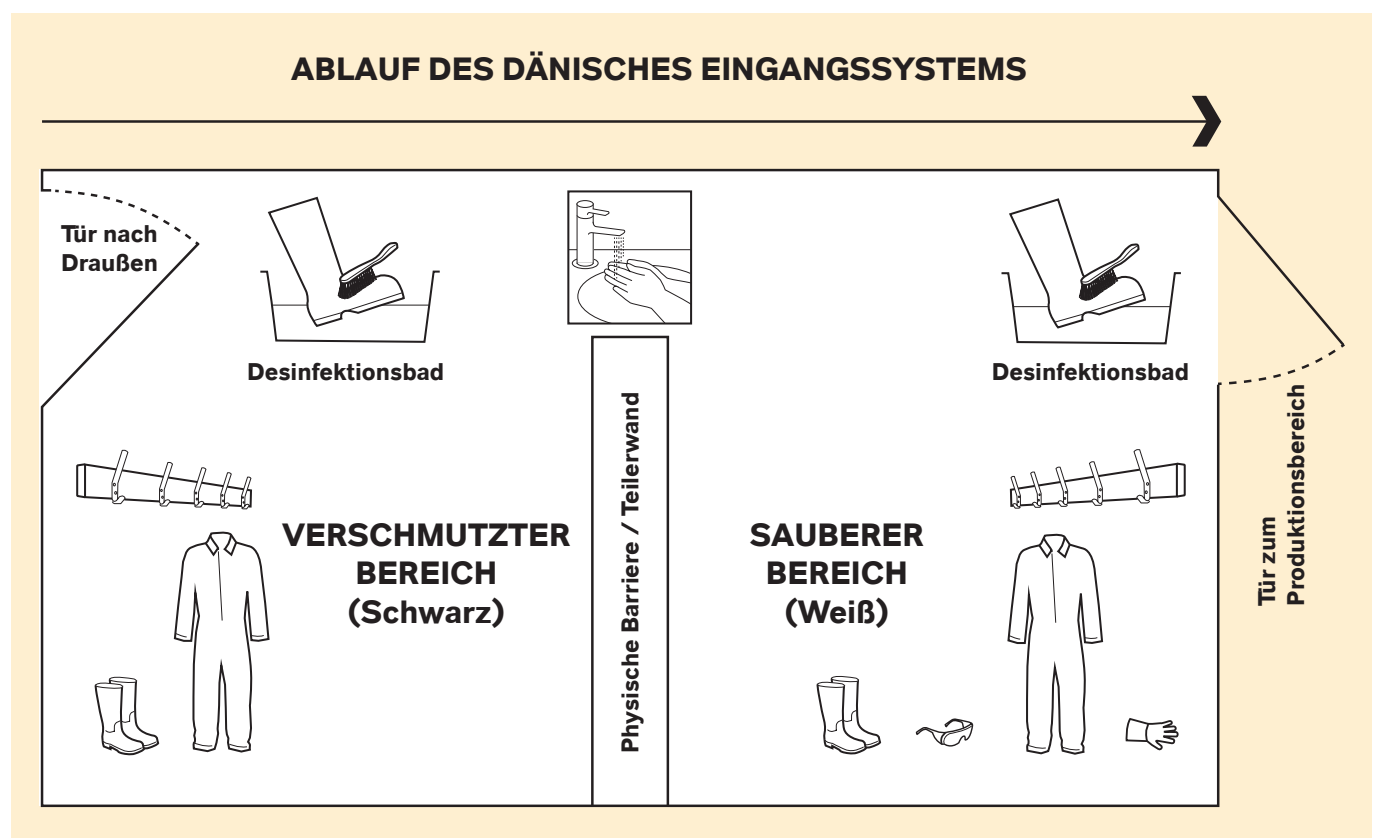 ABLAUF DES DÄNISCHES EINGANGSSYSTEMS
Tür nach
Draußen
Desinfektionsbad
Desinfektionsbad
VERSCHMUTZTER
BEREICH
(Schwarz)
Physische Barriere / Teilerwand
SAUBERER
BEREICH
(Weiß)
Tür zum
Produktionsbereich